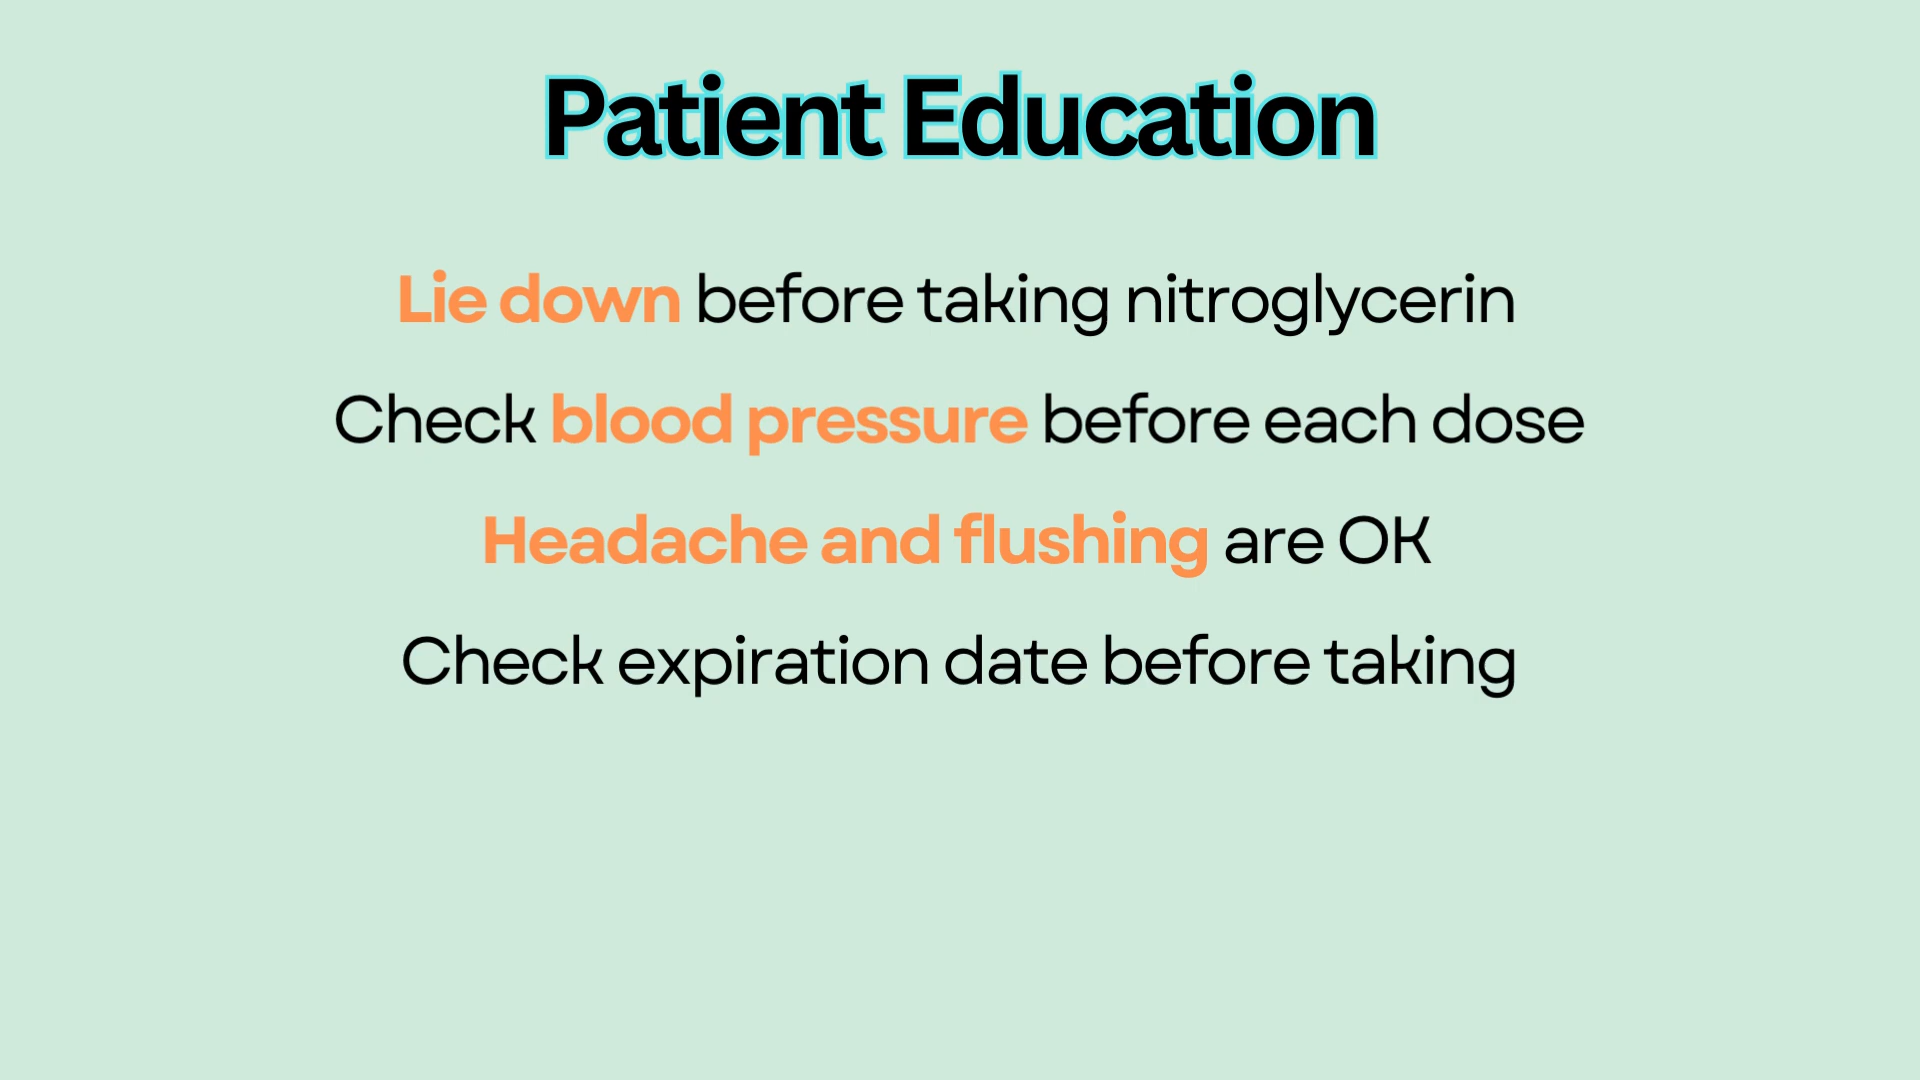 Patient Education
Lie down before taking nitroglycerin
Check blood pressure before each dose
Headache and flushing are OK
Check expiration date before taking